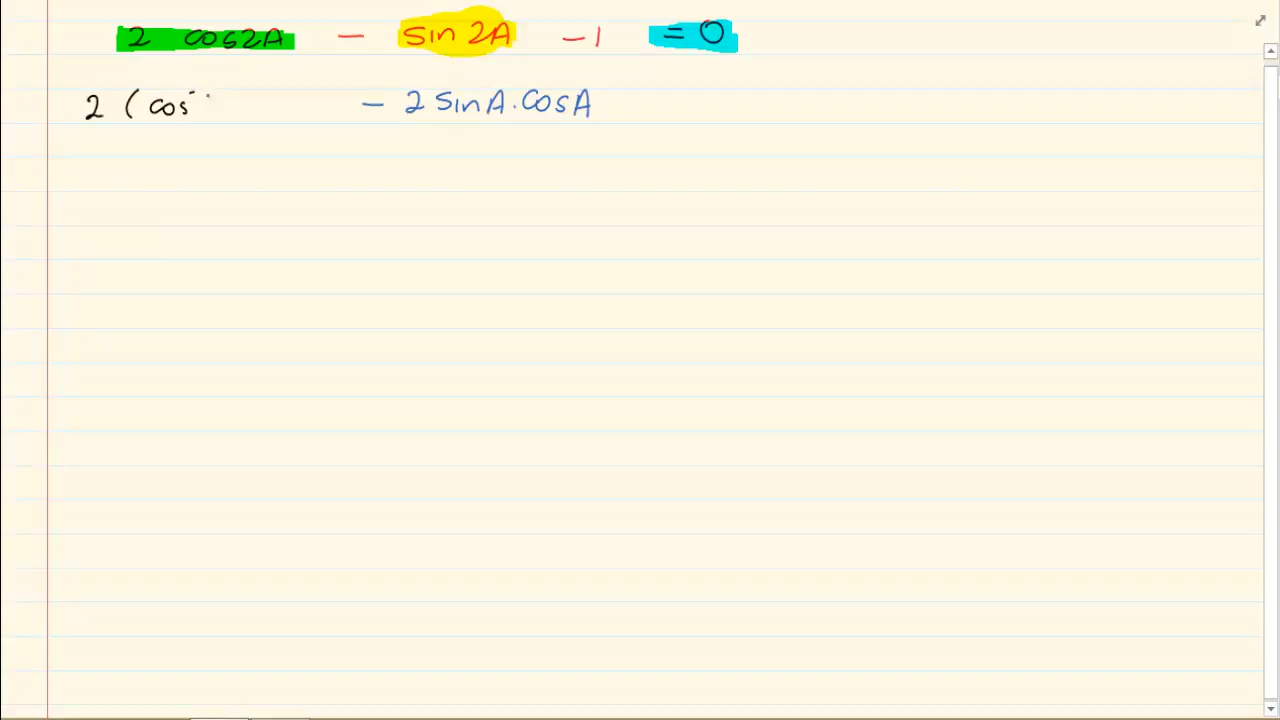 2 cos2A - sin 2A - 1 = 0
2 (cos - 2 sinA.cosA